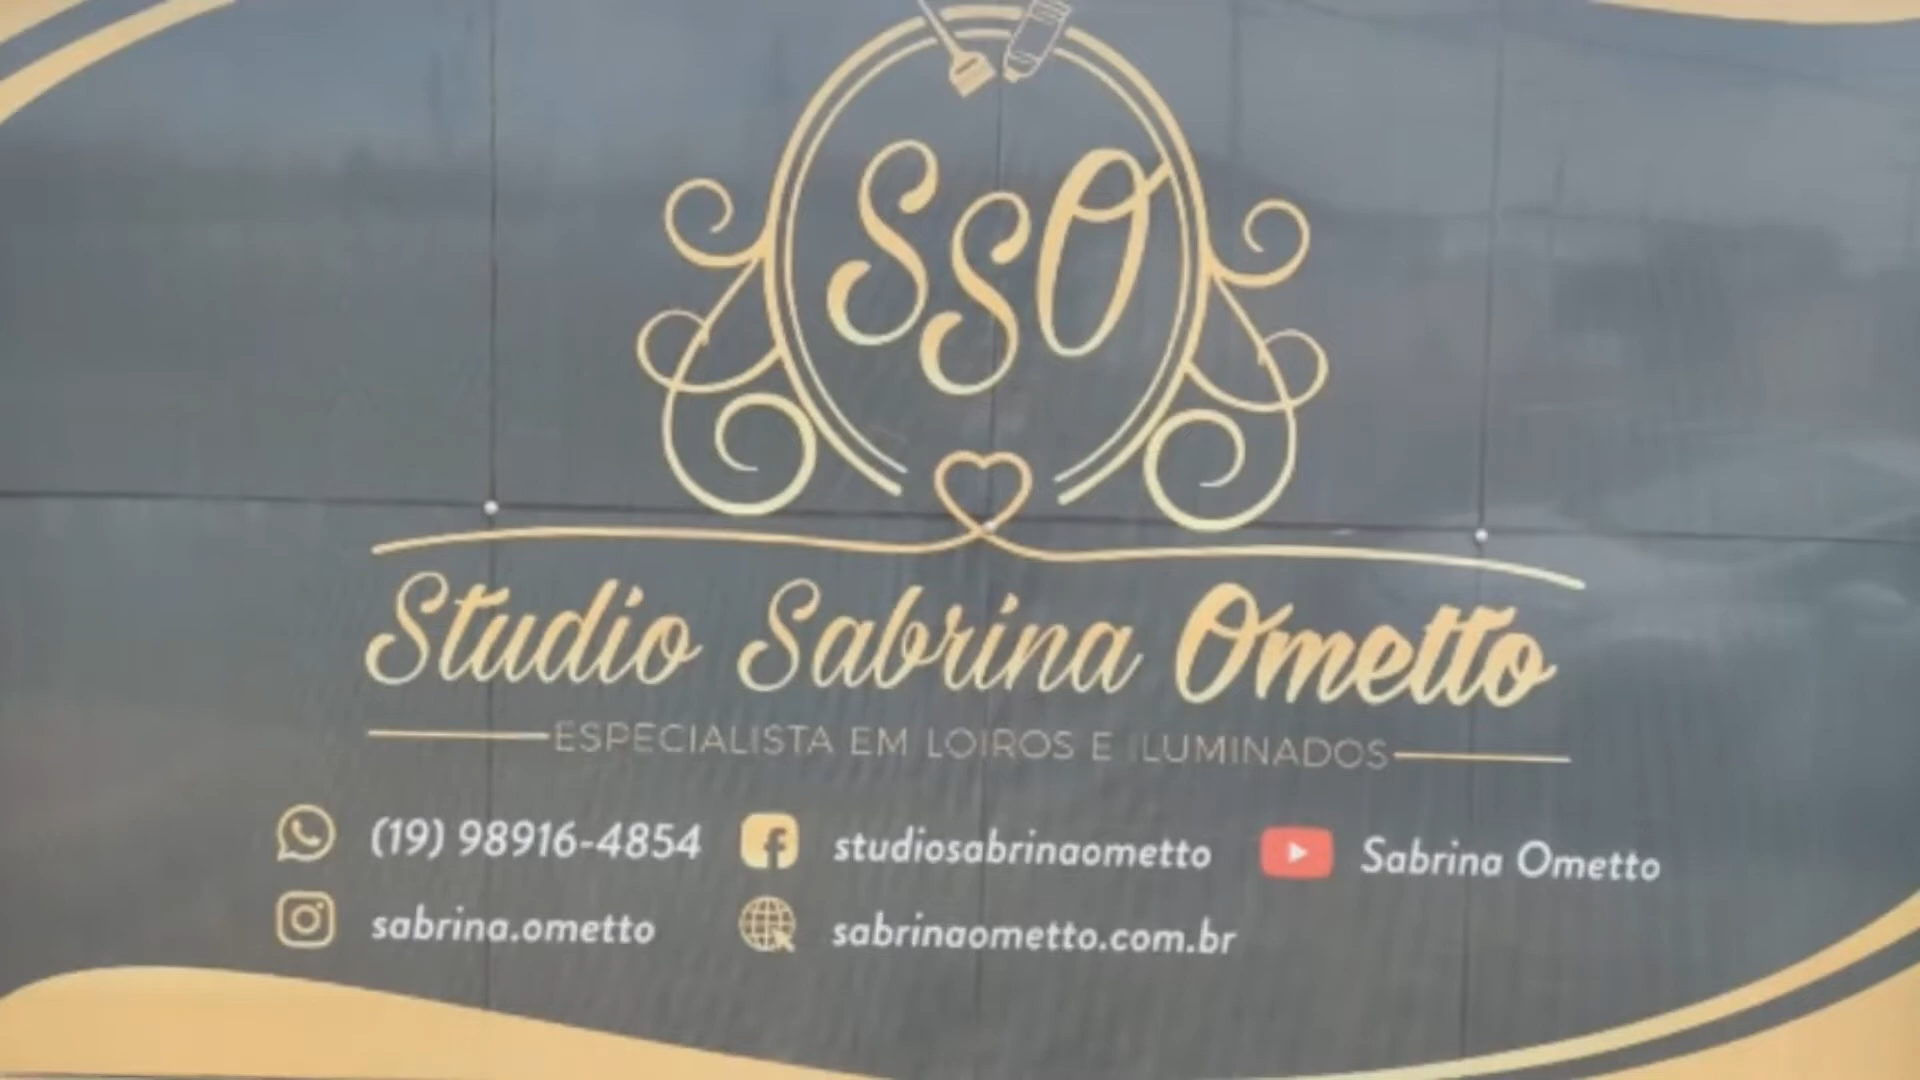 SSO
Studio Sabrina Ometto
ESPECIALISTA EM LOIROS E ILUMINADOS
(19) 98916-4854 studiosabrinaometto Sabrina Ometto
sabrina.ometto sabrinaometto.com.br